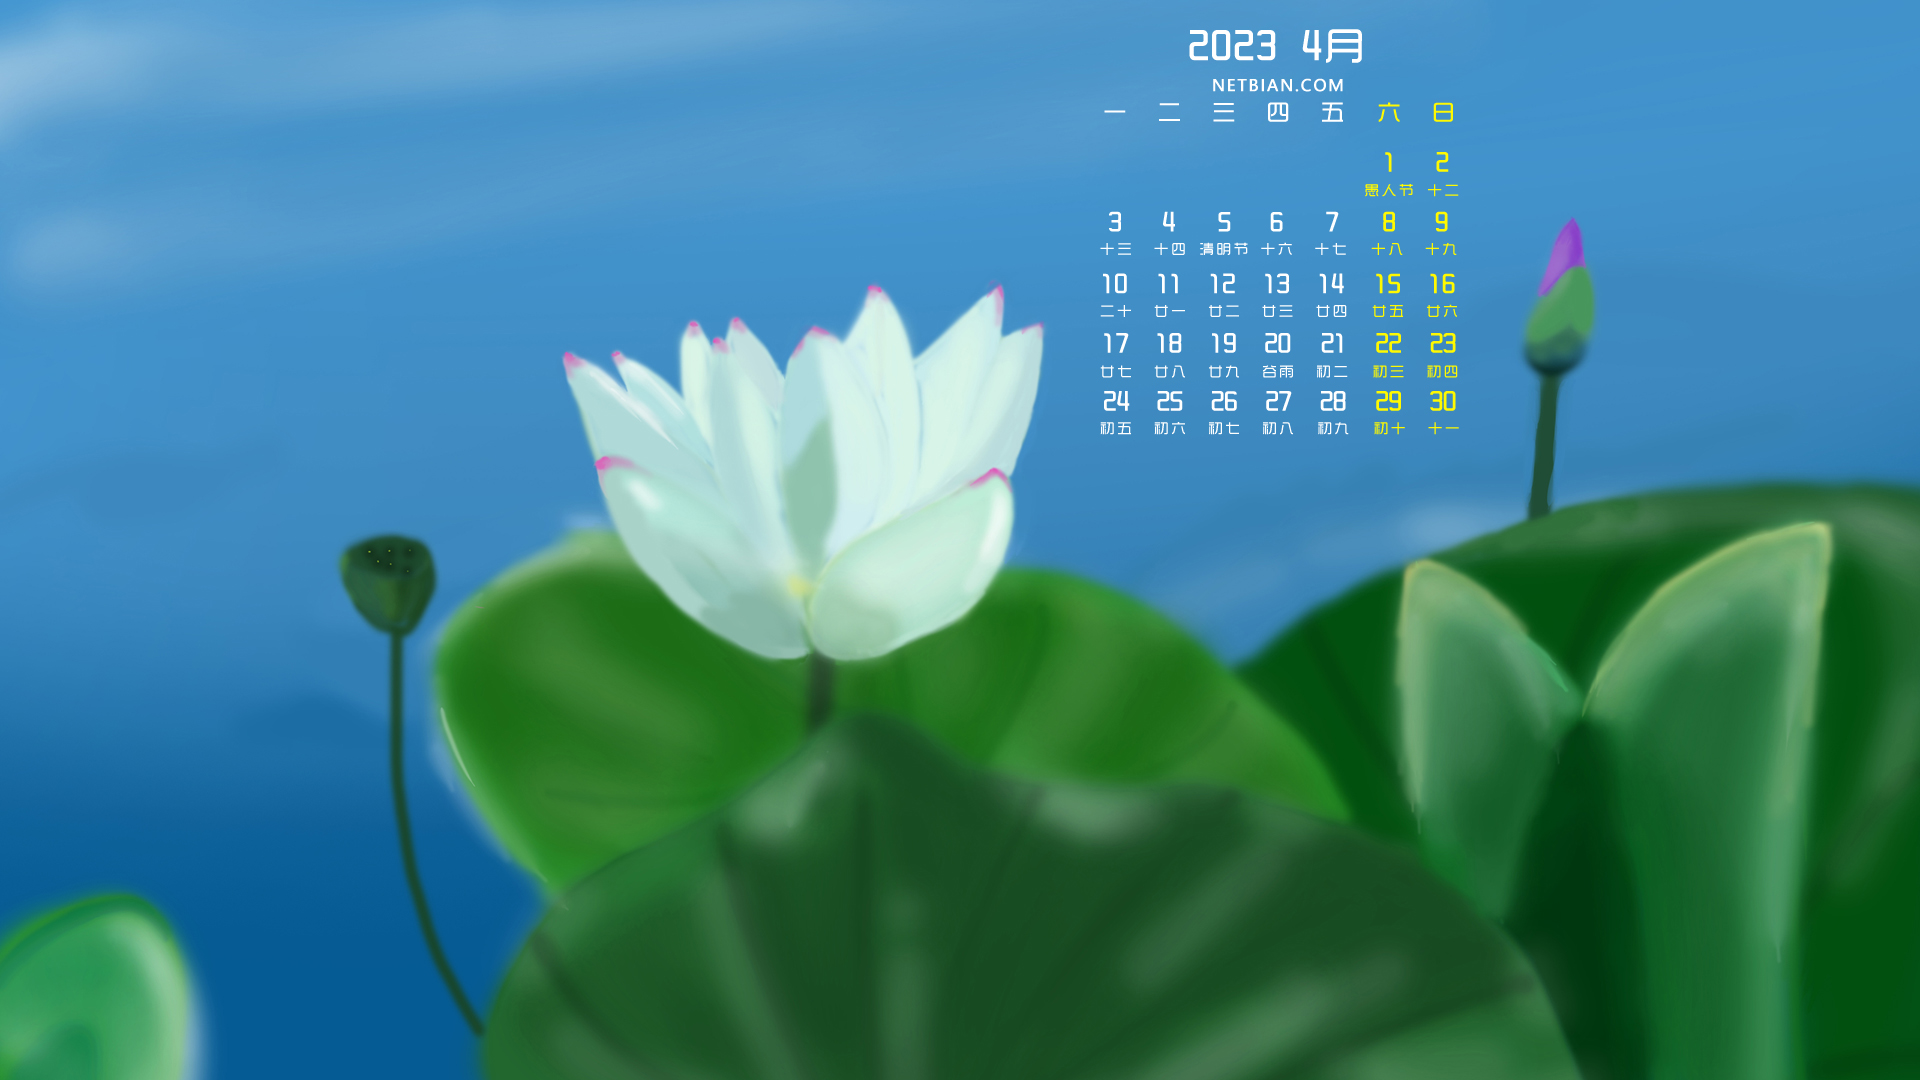 2023 4月
NETBIAN.COM
一 二 三 四 五 六 日
1 2
愚人节 十二
3 4 5 6 7 8 9
十三 十四 清明节 十六 十七 十八 十九
10 11 12 13 14 15 16
二十 廿一 廿二 廿三 廿四 廿五 廿六
17 18 19 20 21 22 23
廿七 廿八 廿九 谷雨 初二 初三 初四
24 25 26 27 28 29 30
初五 初六 初七 初八 初九 初十 十一